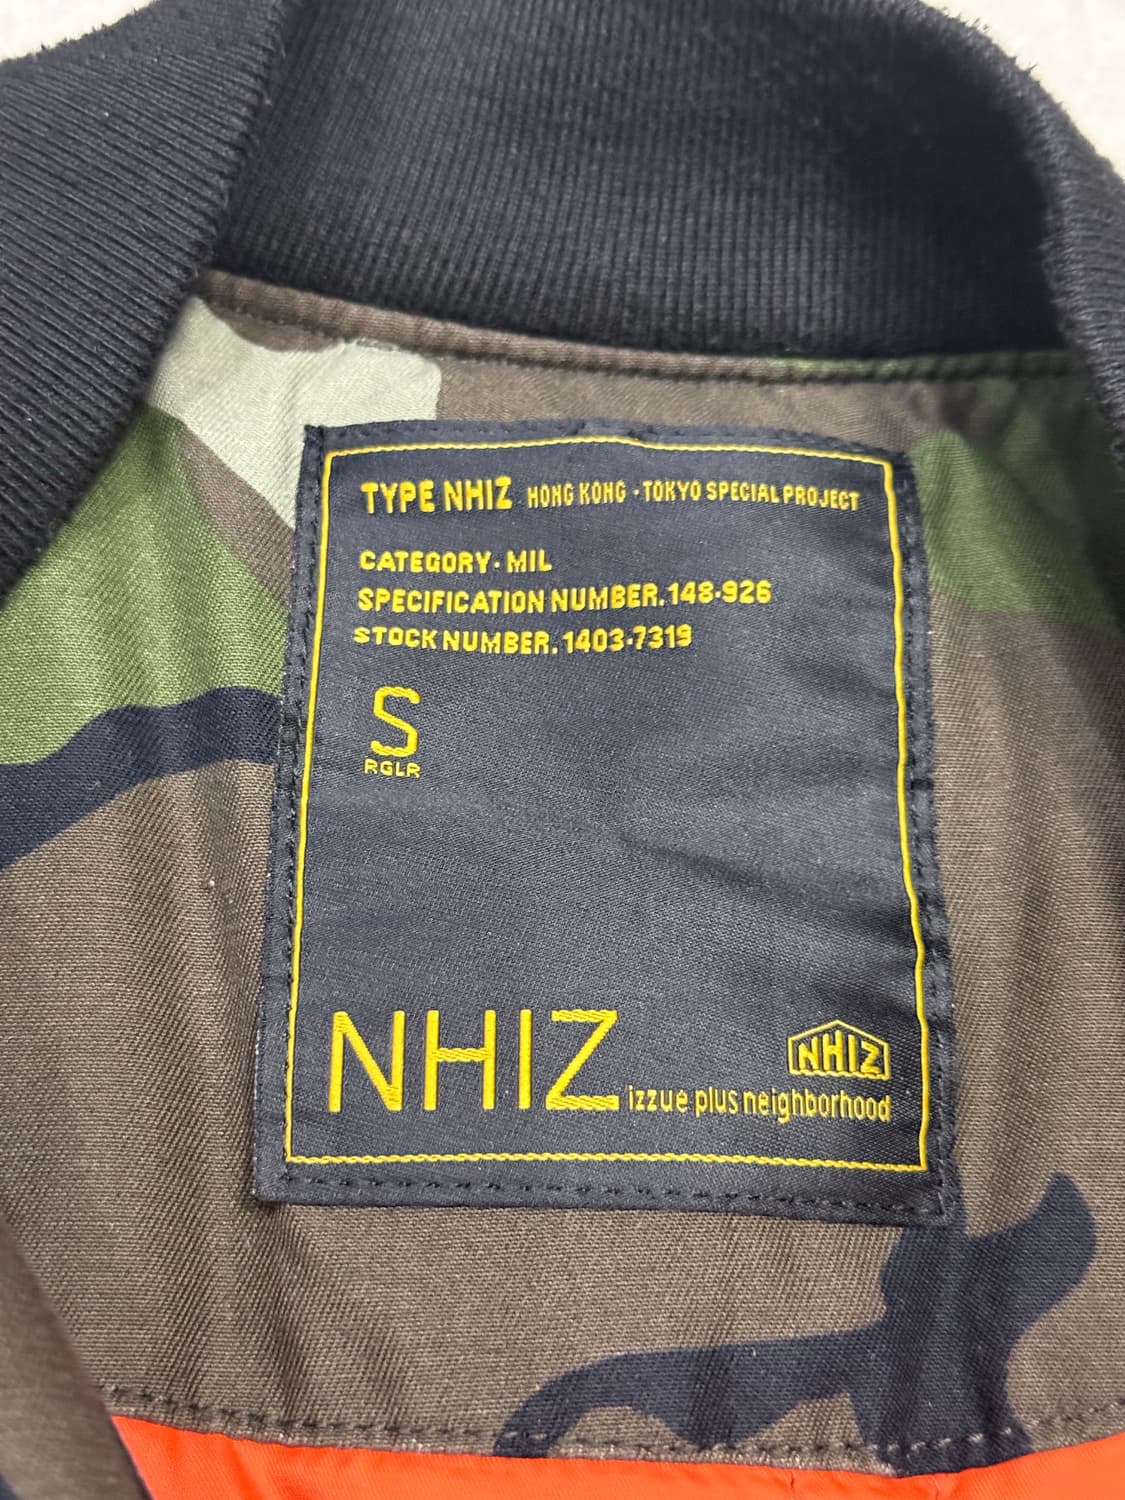 TYPE NHIZ HONG KONG - TOKYO SPECIAL PROJECT
CATEGORY. MIL
SPECIFICATION NUMBER. 148-926
STOCK NUMBER. 1403-7319
S
RGLR
NHIZ
NHIZ izzue plus neighborhood